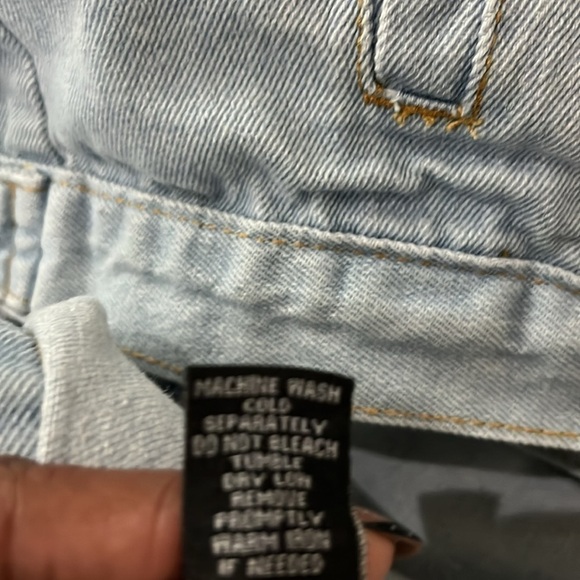 MACHINE WASH
COLD
SEPARATELY
DO NOT BLEACH
TUMBLE
DRY LOW
REMOVE
PROMPTLY
WARM IRON
IF NEEDED